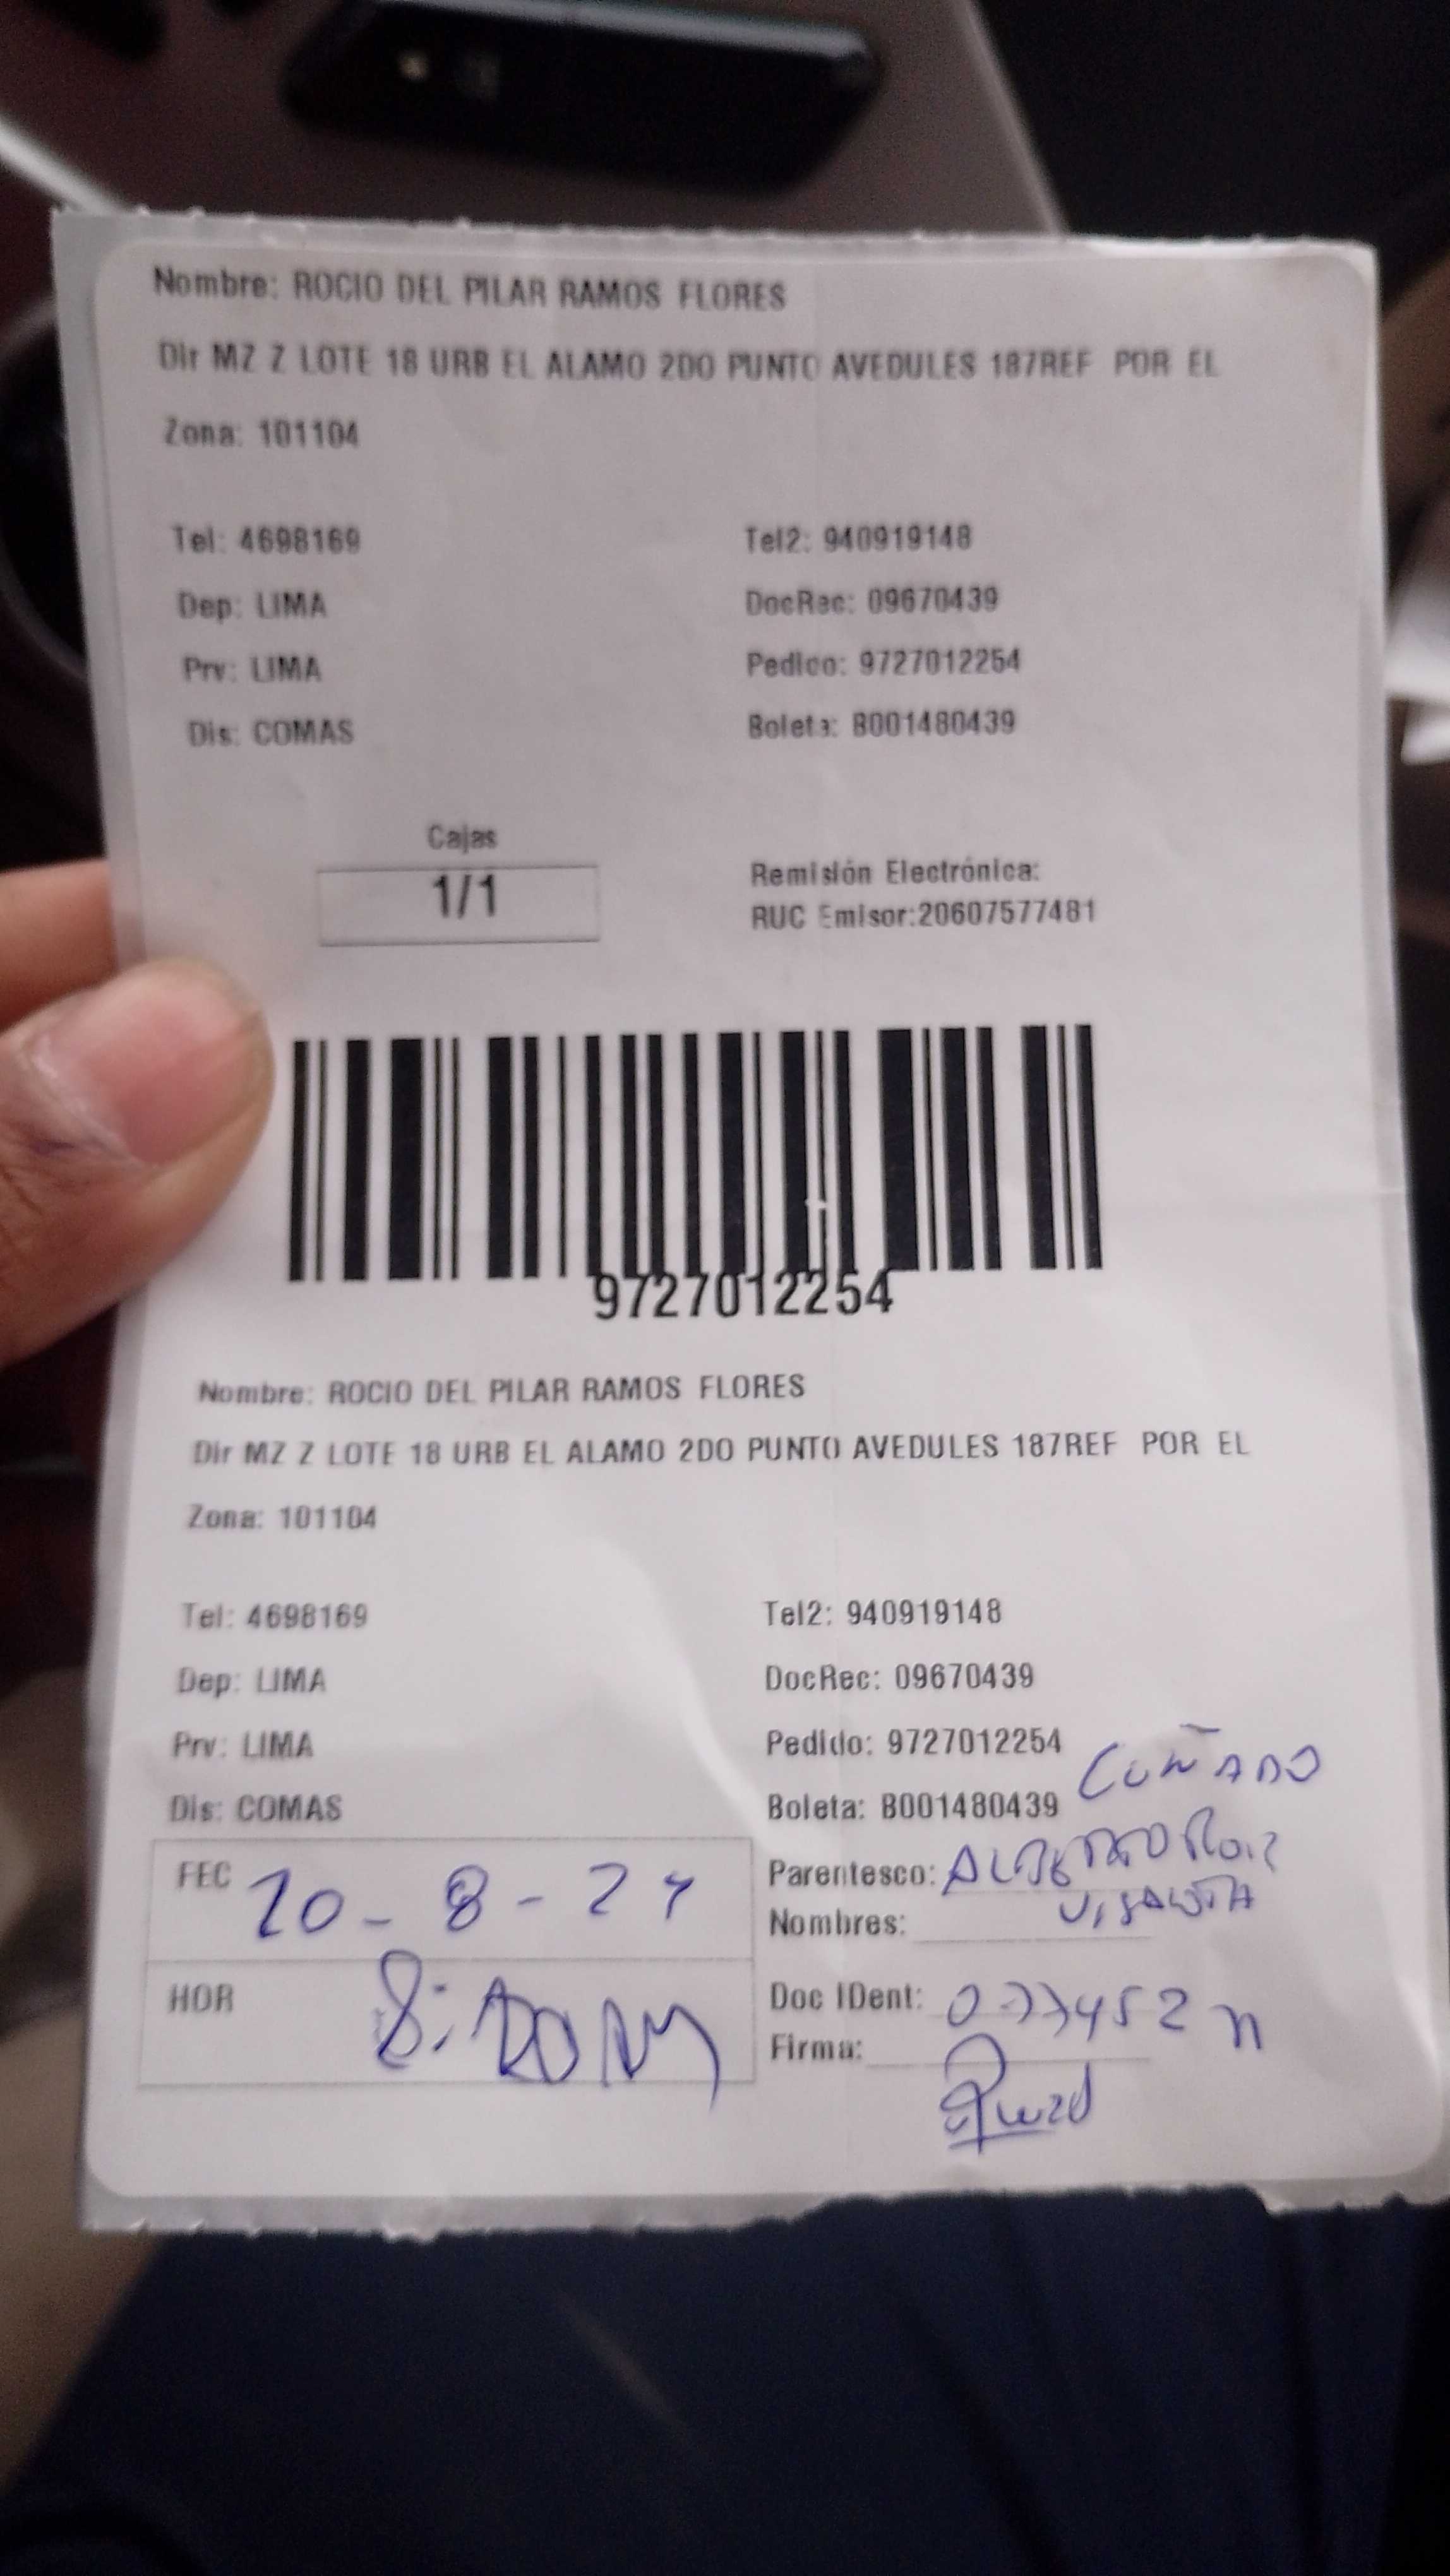 Nombre: ROCIO DEL PILAR RAMOS FLORES
Dir MZ Z LOTE 18 URB EL ALAMO 2DO PUNTO AVEDULES 187REF POR EL
Zona: 101104
Tel: 4698169 Tel2: 940919148
Dep: LIMA DocRec: 09670439
Prv: LIMA Pedido: 9727012254
Dis: COMAS Boleta: B001480439
Cajas
1/1
Remisión Electrónica:
RUC Emisor:20607577481
9727012254
Nombre: ROCIO DEL PILAR RAMOS FLORES
Dir MZ Z LOTE 18 URB EL ALAMO 2DO PUNTO AVEDULES 187REF POR EL
Zona: 101104
Tel: 4698169 Tel2: 940919148
Dep: LIMA DocRec: 09670439
Prv: LIMA Pedido: 9727012254
CUÑADO
Dis: COMAS Boleta: B001480439
FEC 20-8-24 Parentesco: ALBERTO Ruiz
Nombres:
HOR Doc IDent:
Firma: